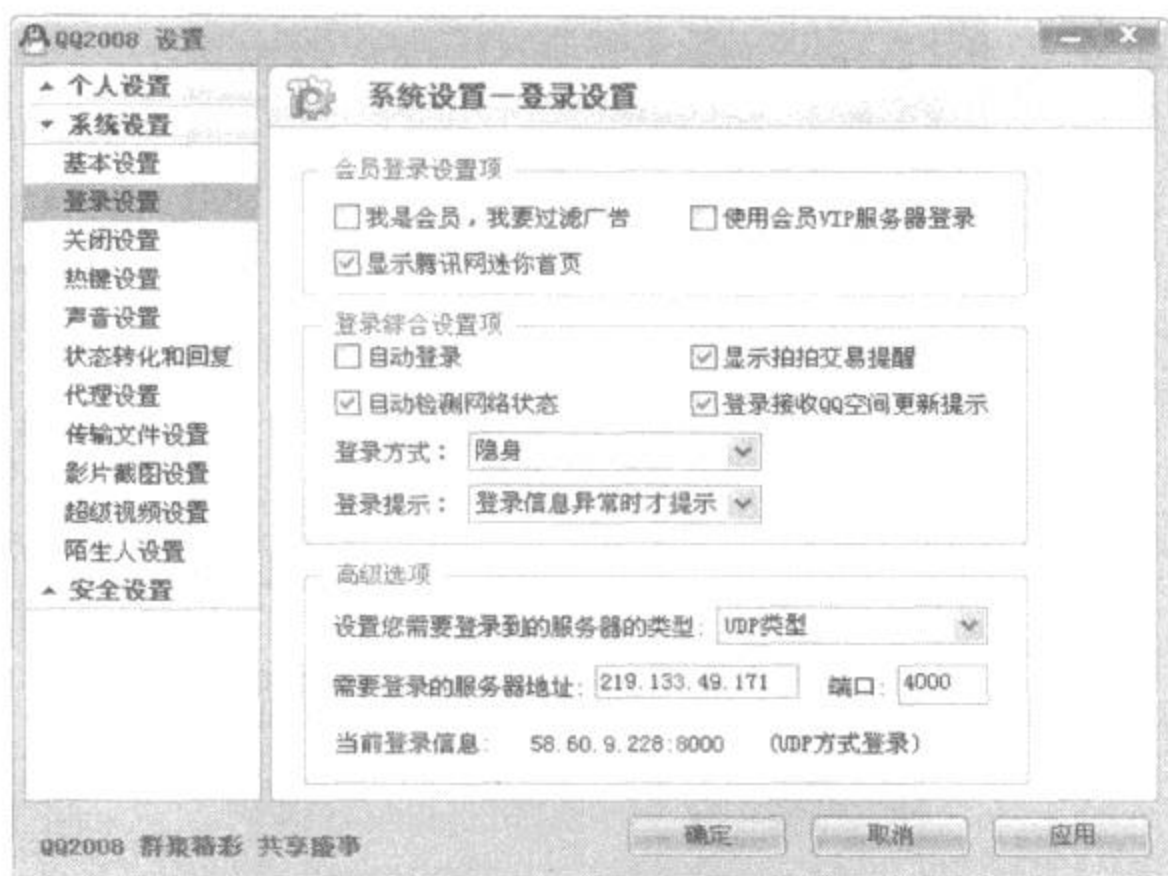 QQ2008 设置
个人设置
系统设置
基本设置
登录设置
关闭设置
热键设置
声音设置
状态转化和回复
代理设置
传输文件设置
影片截图设置
超级视频设置
陌生人设置
安全设置
系统设置－登录设置
会员登录设置项
我是会员，我要过滤广告 使用会员VIP服务器登录
显示腾讯网迷你首页
登录综合设置项
自动登录 显示拍拍交易提醒
自动检测网络状态 登录接收QQ空间更新提示
登录方式： 隐身
登录提示： 登录信息异常时才提示
高级选项
设置您需要登录到的服务器的类型: UDP类型
需要登录的服务器地址: 219.133.49.171 端口: 4000
当前登录信息: 58.60.9.228:8000 (UDP方式登录)
QQ2008 群聚精彩 共享盛事 确定 取消 应用